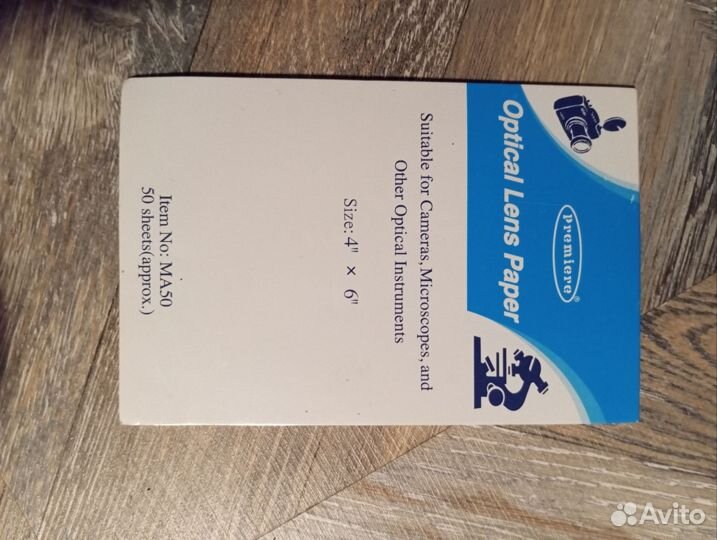 Premiere®
Optical Lens Paper
Suitable for Cameras, Microscopes, and
Other Optical Instruments
Size: 4" × 6"
Item No: MA50
50 sheets(approx.)
Avito